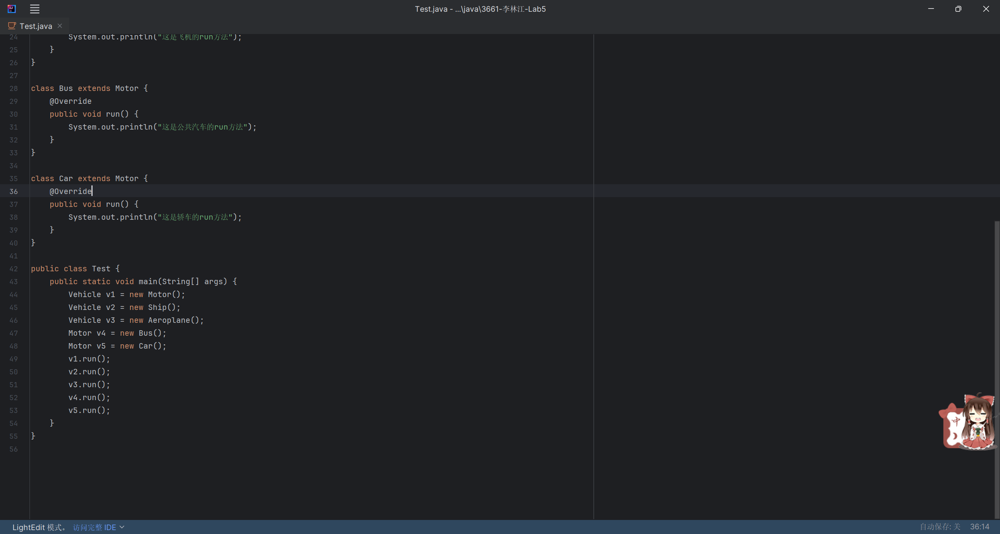 Test.java - ...\java\3661-李林江-Lab5
Test.java
24 System.out.println("这是飞机的run方法");
25 }
26 }
27
28 class Bus extends Motor {
29 @Override
30 public void run() {
31 System.out.println("这是公共汽车的run方法");
32 }
33 }
34
35 class Car extends Motor {
36 @Override
37 public void run() {
38 System.out.println("这是轿车的run方法");
39 }
40 }
41
42 public class Test {
43 public static void main(String[] args) {
44 Vehicle v1 = new Motor();
45 Vehicle v2 = new Ship();
46 Vehicle v3 = new Aeroplane();
47 Motor v4 = new Bus();
48 Motor v5 = new Car();
49 v1.run();
50 v2.run();
51 v3.run();
52 v4.run();
53 v5.run();
54 }
55 }
56
中
LightEdit 模式。 访问完整 IDE 自动保存: 关 36:14